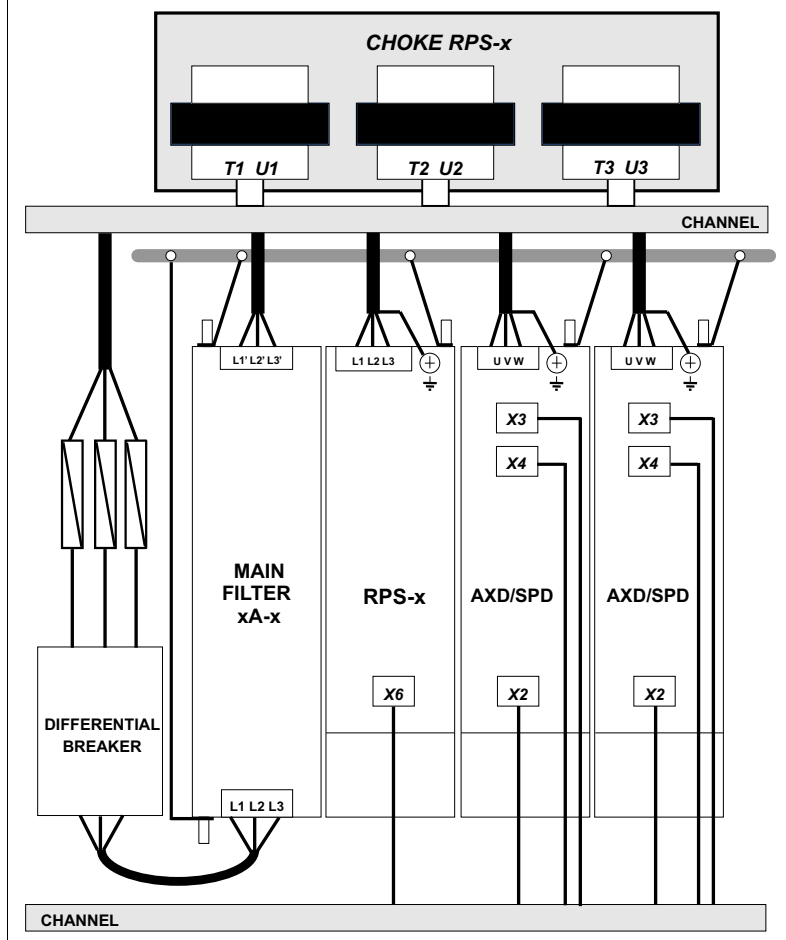 CHOKE RPS-x
T1 U1
T2 U2
T3 U3
CHANNEL
L1' L2' L3'
L1 L2 L3
U V W
U V W
X3
X3
X4
X4
MAIN
FILTER
xA-x
RPS-x
AXD/SPD
AXD/SPD
X6
X2
X2
DIFFERENTIAL
BREAKER
L1 L2 L3
CHANNEL